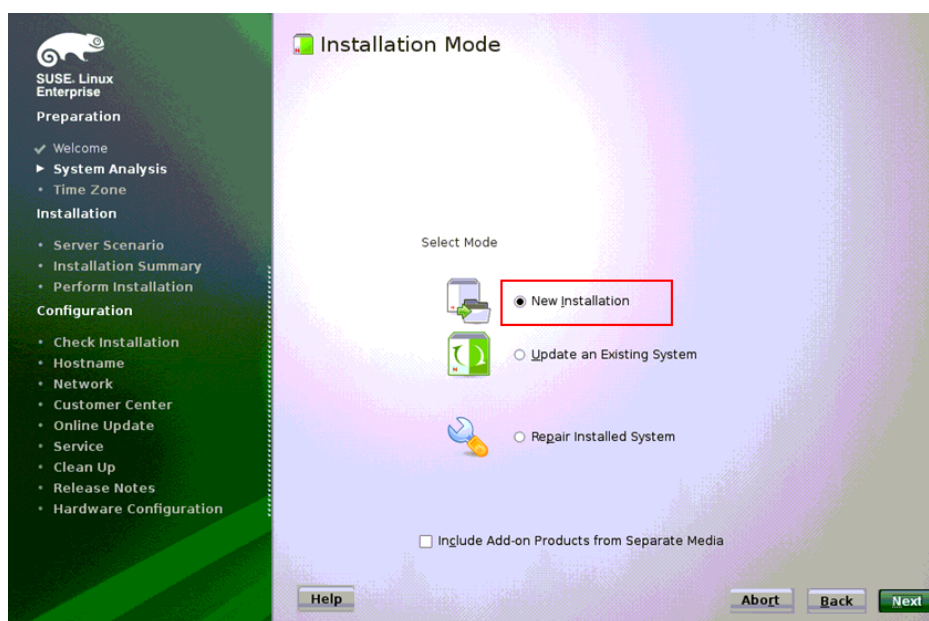 SUSE. Linux
Enterprise
Preparation
Welcome
System Analysis
Time Zone
Installation
Server Scenario
Installation Summary
Perform Installation
Configuration
Check Installation
Hostname
Network
Customer Center
Online Update
Service
Clean Up
Release Notes
Hardware Configuration
Installation Mode
Select Mode
New Installation
Update an Existing System
Repair Installed System
Include Add-on Products from Separate Media
Help
Abort
Back
Next